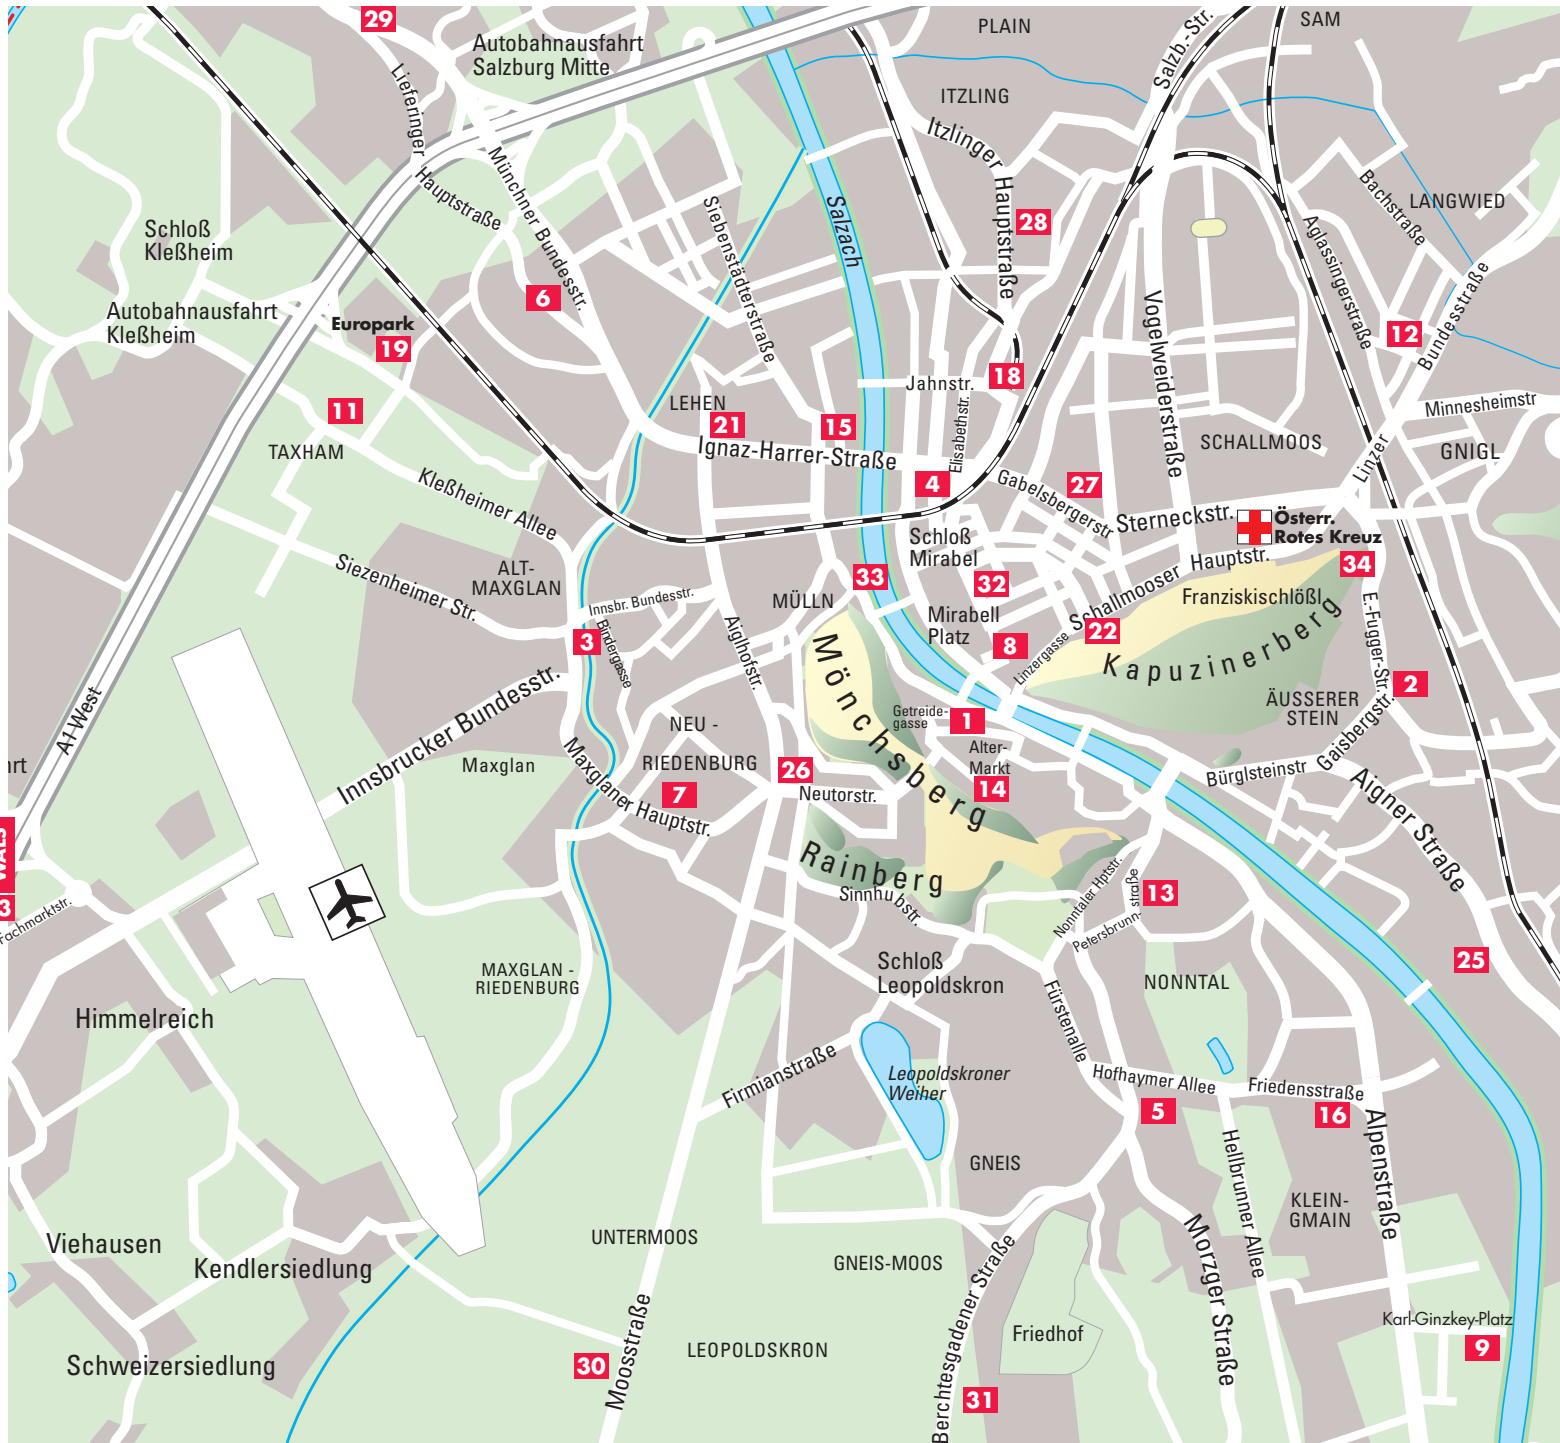 29
PLAIN
SAM
Salzb.-Str.
Autobahnausfahrt
Salzburg Mitte
Lieferinger
Hauptstraße
ITZLING
Itzlinger
Hauptstraße
Münchner Bundesstr.
Siebenstädterstraße
Salzach
28
Bachstraße
LANGWIED
Schloß
Kleßheim
Aglassingerstraße
Bundesstraße
6
Autobahnausfahrt
Kleßheim
Europark
19
Vogelweiderstraße
12
11
LEHEN
21
15
Jahnstr.
18
Elisabethstr.
Minnesheimstr
TAXHAM
Ignaz-Harrer-Straße
SCHALLMOOS
Linzer
GNIGL
Kleßheimer Allee
4
Gabelsbergerstr
27
Sterneckstr.
Österr.
Rotes Kreuz
Schloß
Mirabel
Siezenheimer Str.
ALT-
MAXGLAN
33
32
Schallmoser
Hauptstr.
34
Innsbr. Bundesstr.
MÜLLN
Mirabell
Platz
Franziskischlößl
3
Bindergasse
Aiglhofstr.
8
Linzergasse
22
Kapuzinerberg
E.-Fugger-Str.
2
Mönchsberg
Innsbrucker Bundesstr.
A1 West
ÄUSSERER
STEIN
Gaisbergstr.
Getreide-
gasse
1
NEU -
RIEDENBURG
Alter-
Markt
14
Maxglan
Maxglaner Hauptstr.
7
26
Neutorstr.
Bürglsteinstr
Aigner Straße
WALS
3
Fachmarktstr.
Rainberg
Sinnhubstr.
Nonntaler Hptstr.
Petersbrunn-
straße
13
25
MAXGLAN -
RIEDENBURG
Schloß
Leopoldskron
NONNTAL
Himmelreich
Fürstenalle
Firmianstraße
Leopoldskroner
Weiher
Hofhaymer Allee
Friedensstraße
5
16
Alpenstraße
GNEIS
Hellbrunner Allee
KLEIN-
GMAIN
Viehausen
Kendlersiedlung
UNTERMOOS
GNEIS-MOOS
Berchtesgadener Straße
Morzger Straße
Friedhof
Karl-Ginzkey-Platz
9
Schweizersiedlung
30
Moosstraße
LEOPOLDSKRON
31